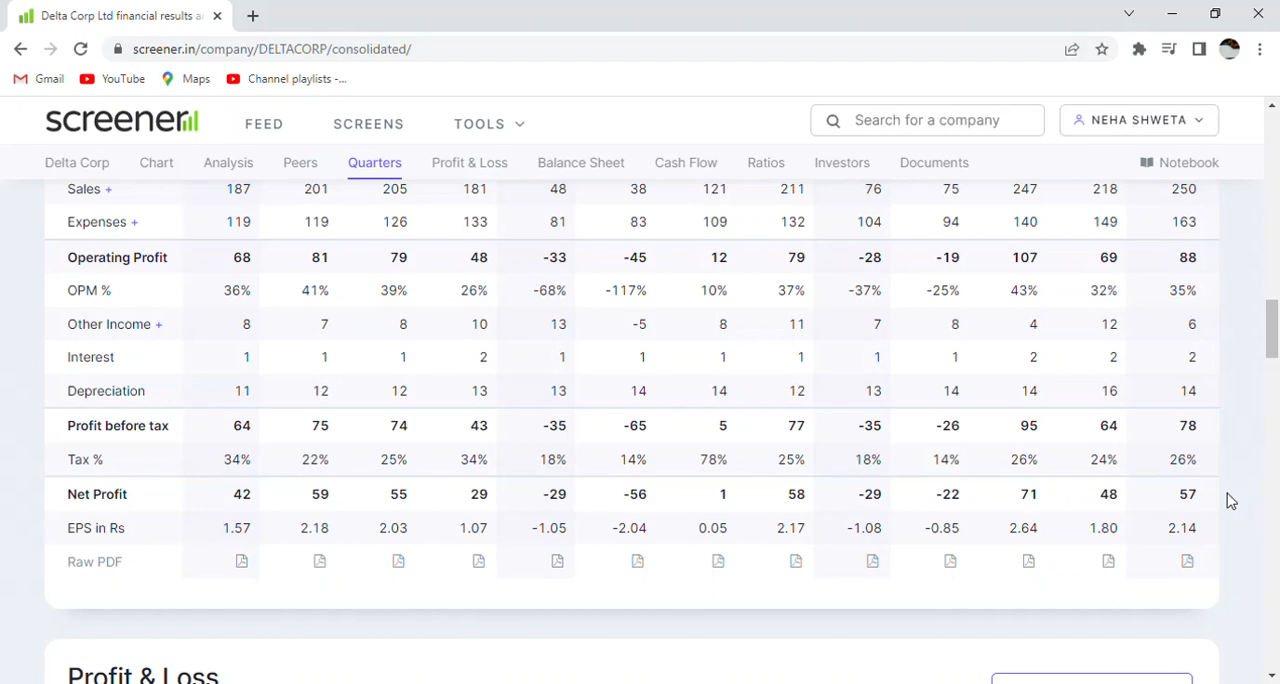 Delta Corp Ltd financial results a
screener.in/company/DELTACORP/consolidated/
Gmail YouTube Maps Channel playlists -...
screener FEED SCREENS TOOLS Search for a company NEHA SHWETA
Delta Corp Chart Analysis Peers Quarters Profit & Loss Balance Sheet Cash Flow Ratios Investors Documents Notebook
Sales + 187 201 205 181 48 38 121 211 76 75 247 218 250
Expenses + 119 119 126 133 81 83 109 132 104 94 140 149 163
Operating Profit 68 81 79 48 -33 -45 12 79 -28 -19 107 69 88
OPM % 36% 41% 39% 26% -68% -117% 10% 37% -37% -25% 43% 32% 35%
Other Income + 8 7 8 10 13 -5 8 11 7 8 4 12 6
Interest 1 1 1 2 1 1 1 1 1 1 2 2 2
Depreciation 11 12 12 13 13 14 14 12 13 14 14 16 14
Profit before tax 64 75 74 43 -35 -65 5 77 -35 -26 95 64 78
Tax % 34% 22% 25% 34% 18% 14% 78% 25% 18% 14% 26% 24% 26%
Net Profit 42 59 55 29 -29 -56 1 58 -29 -22 71 48 57
EPS in Rs 1.57 2.18 2.03 1.07 -1.05 -2.04 0.05 2.17 -1.08 -0.85 2.64 1.80 2.14
Raw PDF
Profit & Loss